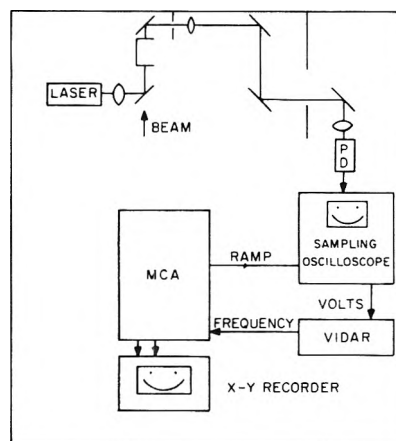 LASER
BEAM
P
D
SAMPLING
OSCILLOSCOPE
RAMP
MCA
VOLTS
FREQUENCY
VIDAR
X-Y RECORDER